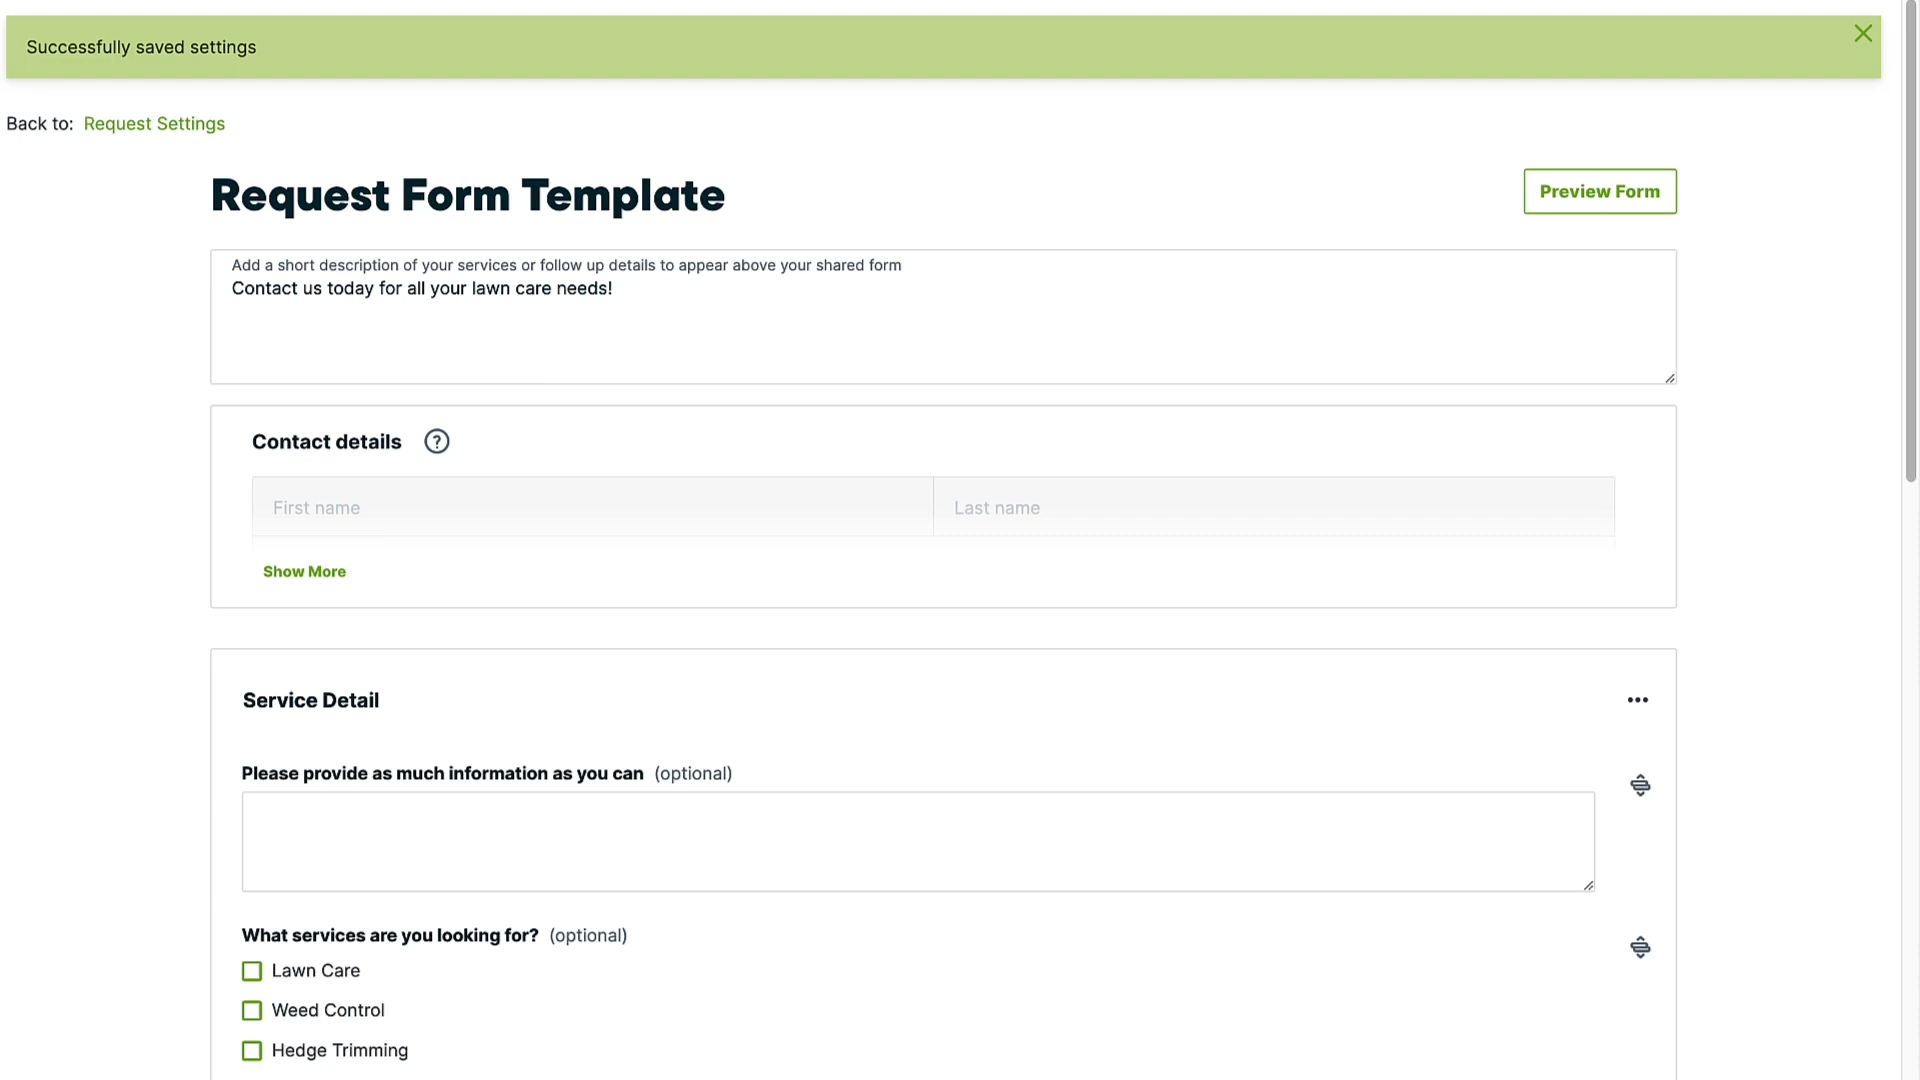 Successfully saved settings
Back to: Request Settings
Request Form Template
Preview Form
Add a short description of your services or follow up details to appear above your shared form
Contact us today for all your lawn care needs!
Contact details ?
First name
Last name
Show More
Service Detail
Please provide as much information as you can (optional)
What services are you looking for? (optional)
Lawn Care
Weed Control
Hedge Trimming